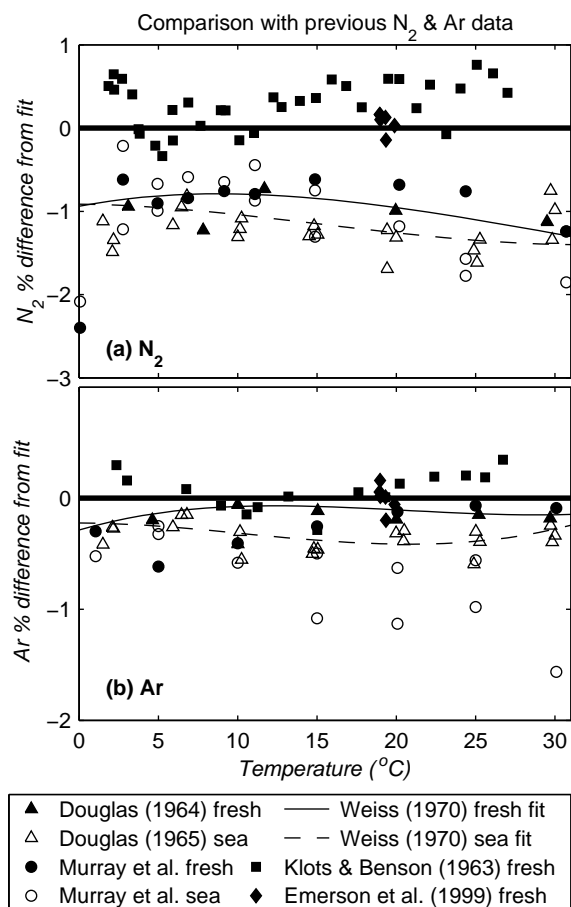 Comparison with previous N₂ & Ar data
1
0
−1
−2
−3
N₂ % difference from fit
(a) N₂
0
−1
−2
Ar % difference from fit
(b) Ar
0 5 10 15 20 25 30
Temperature (°C)
Douglas (1964) fresh
Douglas (1965) sea
Murray et al. fresh
Murray et al. sea
Weiss (1970) fresh fit
Weiss (1970) sea fit
Klots & Benson (1963) fresh
Emerson et al. (1999) fresh